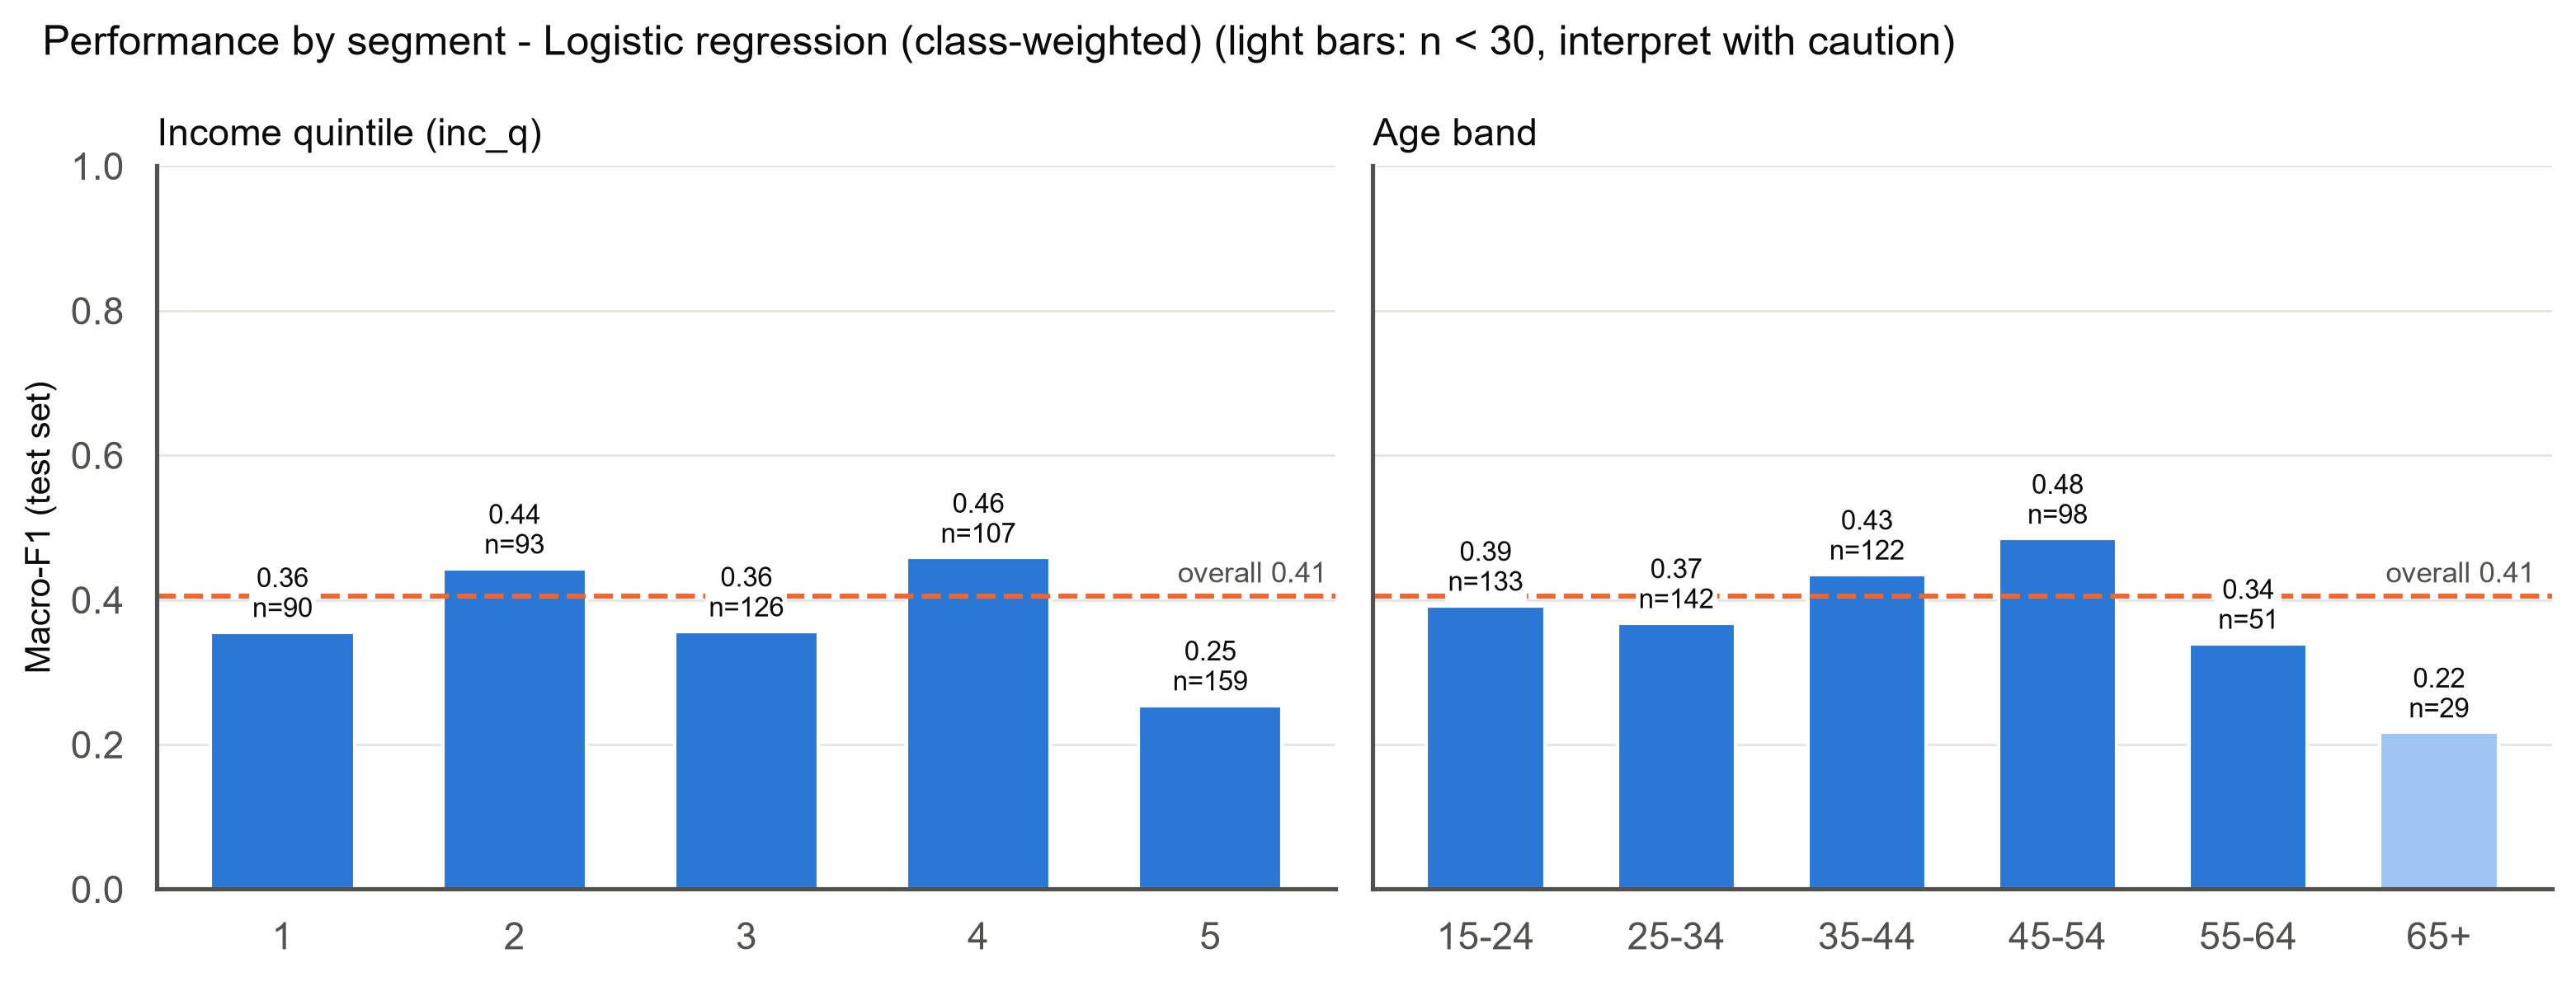 Performance by segment - Logistic regression (class-weighted) (light bars: n < 30, interpret with caution)
Income quintile (inc_q)
Macro-F1 (test set)
1.0
0.8
0.6
0.4
0.2
0.0
0.36
n=90
0.44
n=93
0.36
n=126
0.46
n=107
0.25
n=159
overall 0.41
1
2
3
4
5
Age band
0.39
n=133
0.37
n=142
0.43
n=122
0.48
n=98
0.34
n=51
0.22
n=29
overall 0.41
15-24
25-34
35-44
45-54
55-64
65+